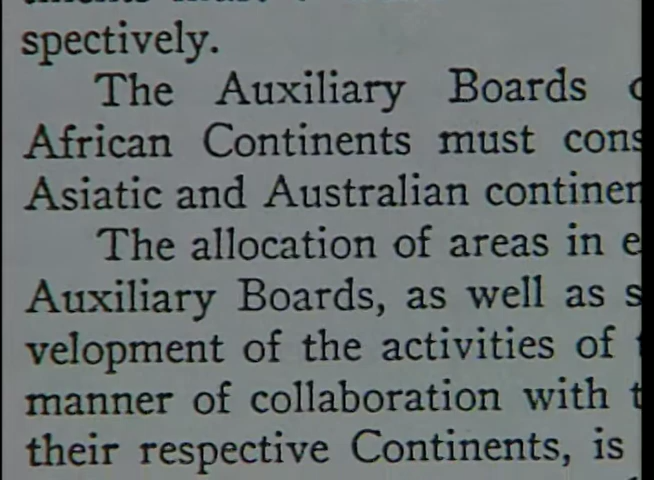 spectively.
The Auxiliary Boards
African Continents must cons
Asiatic and Australian continen
The allocation of areas in e
Auxiliary Boards, as well as s
velopment of the activities of
manner of collaboration with t
their respective Continents, is